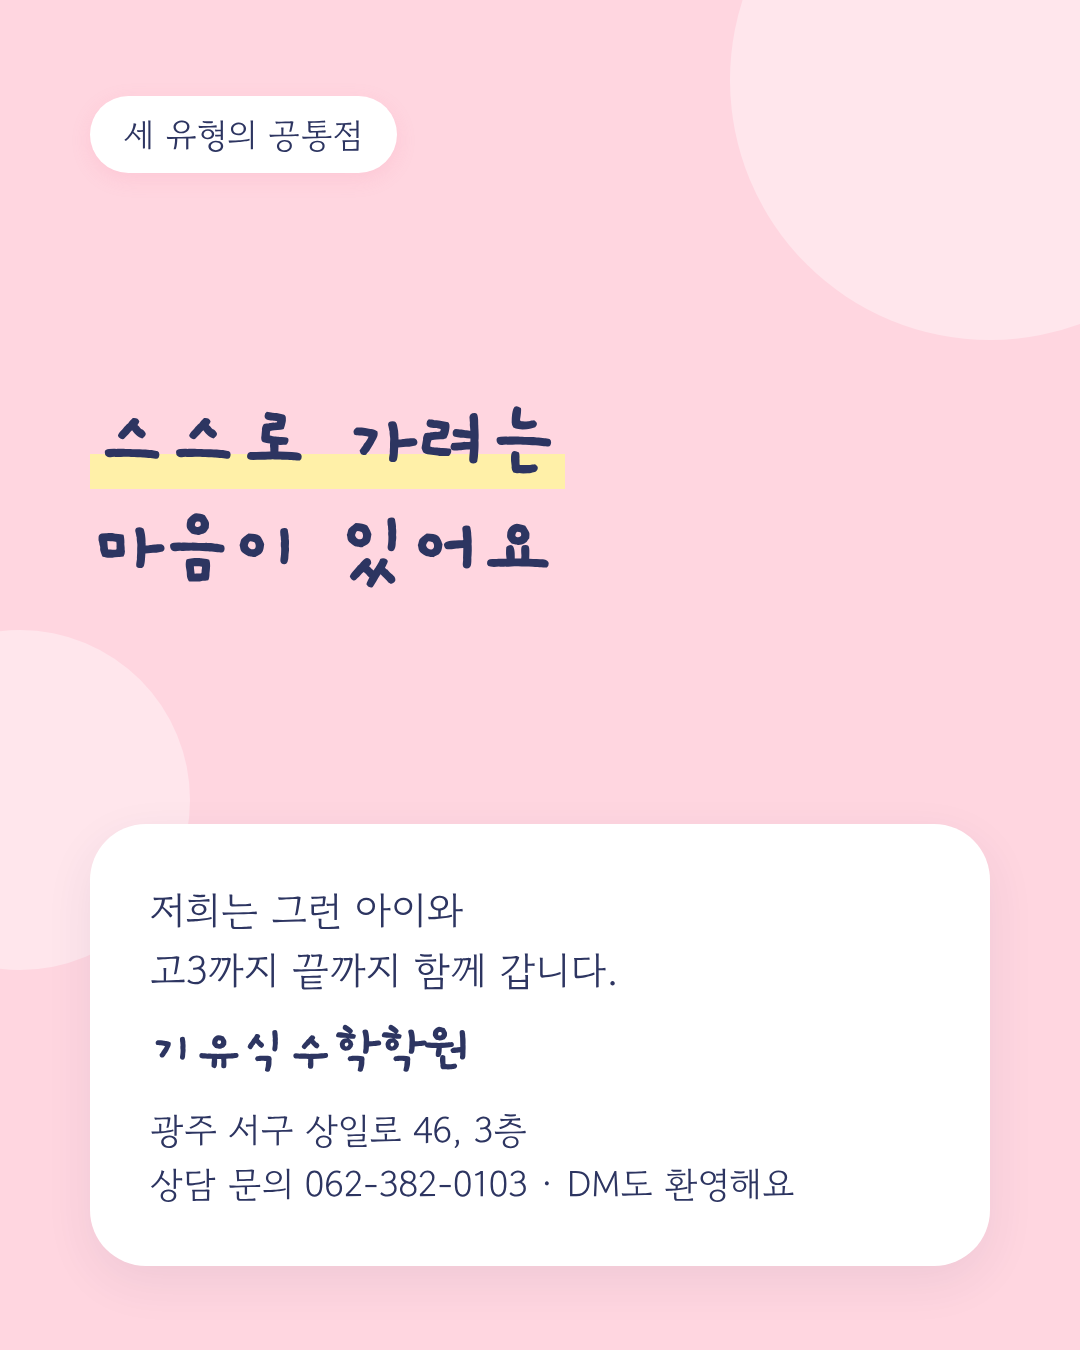 세 유형의 공통점
스스로 가려는
마음이 있어요
저희는 그런 아이와
고3까지 끝까지 함께 갑니다.
기유식수학학원
광주 서구 상일로 46, 3층
상담 문의 062-382-0103 · DM도 환영해요